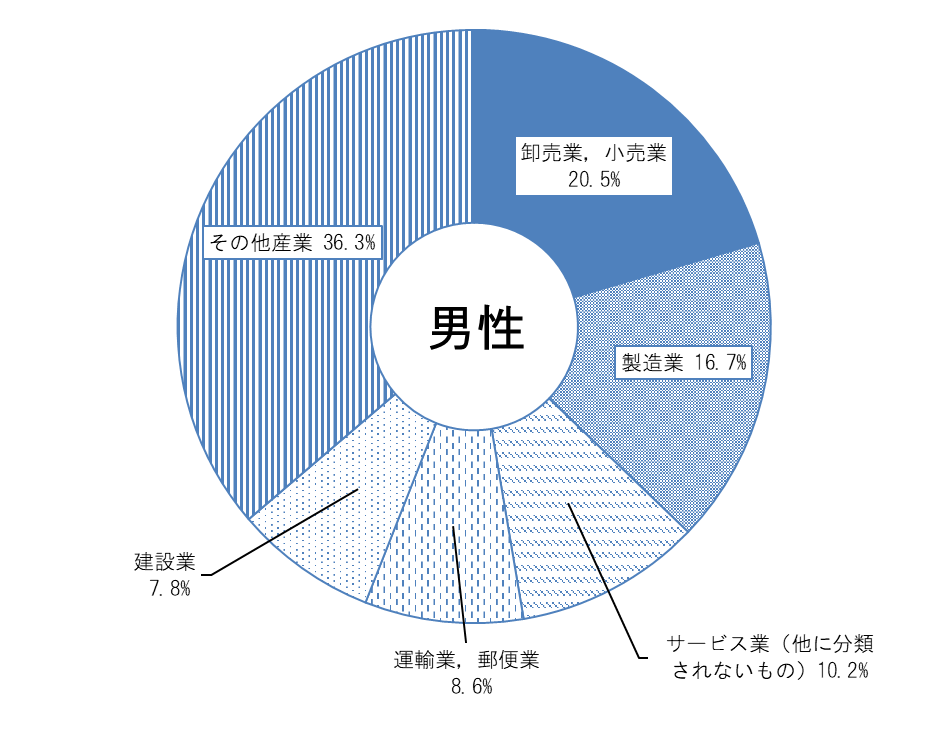 卸売業，小売業
20.5%
その他産業 36.3%
男性
製造業 16.7%
建設業
7.8%
サービス業（他に分類
されないもの）10.2%
運輸業，郵便業
8.6%